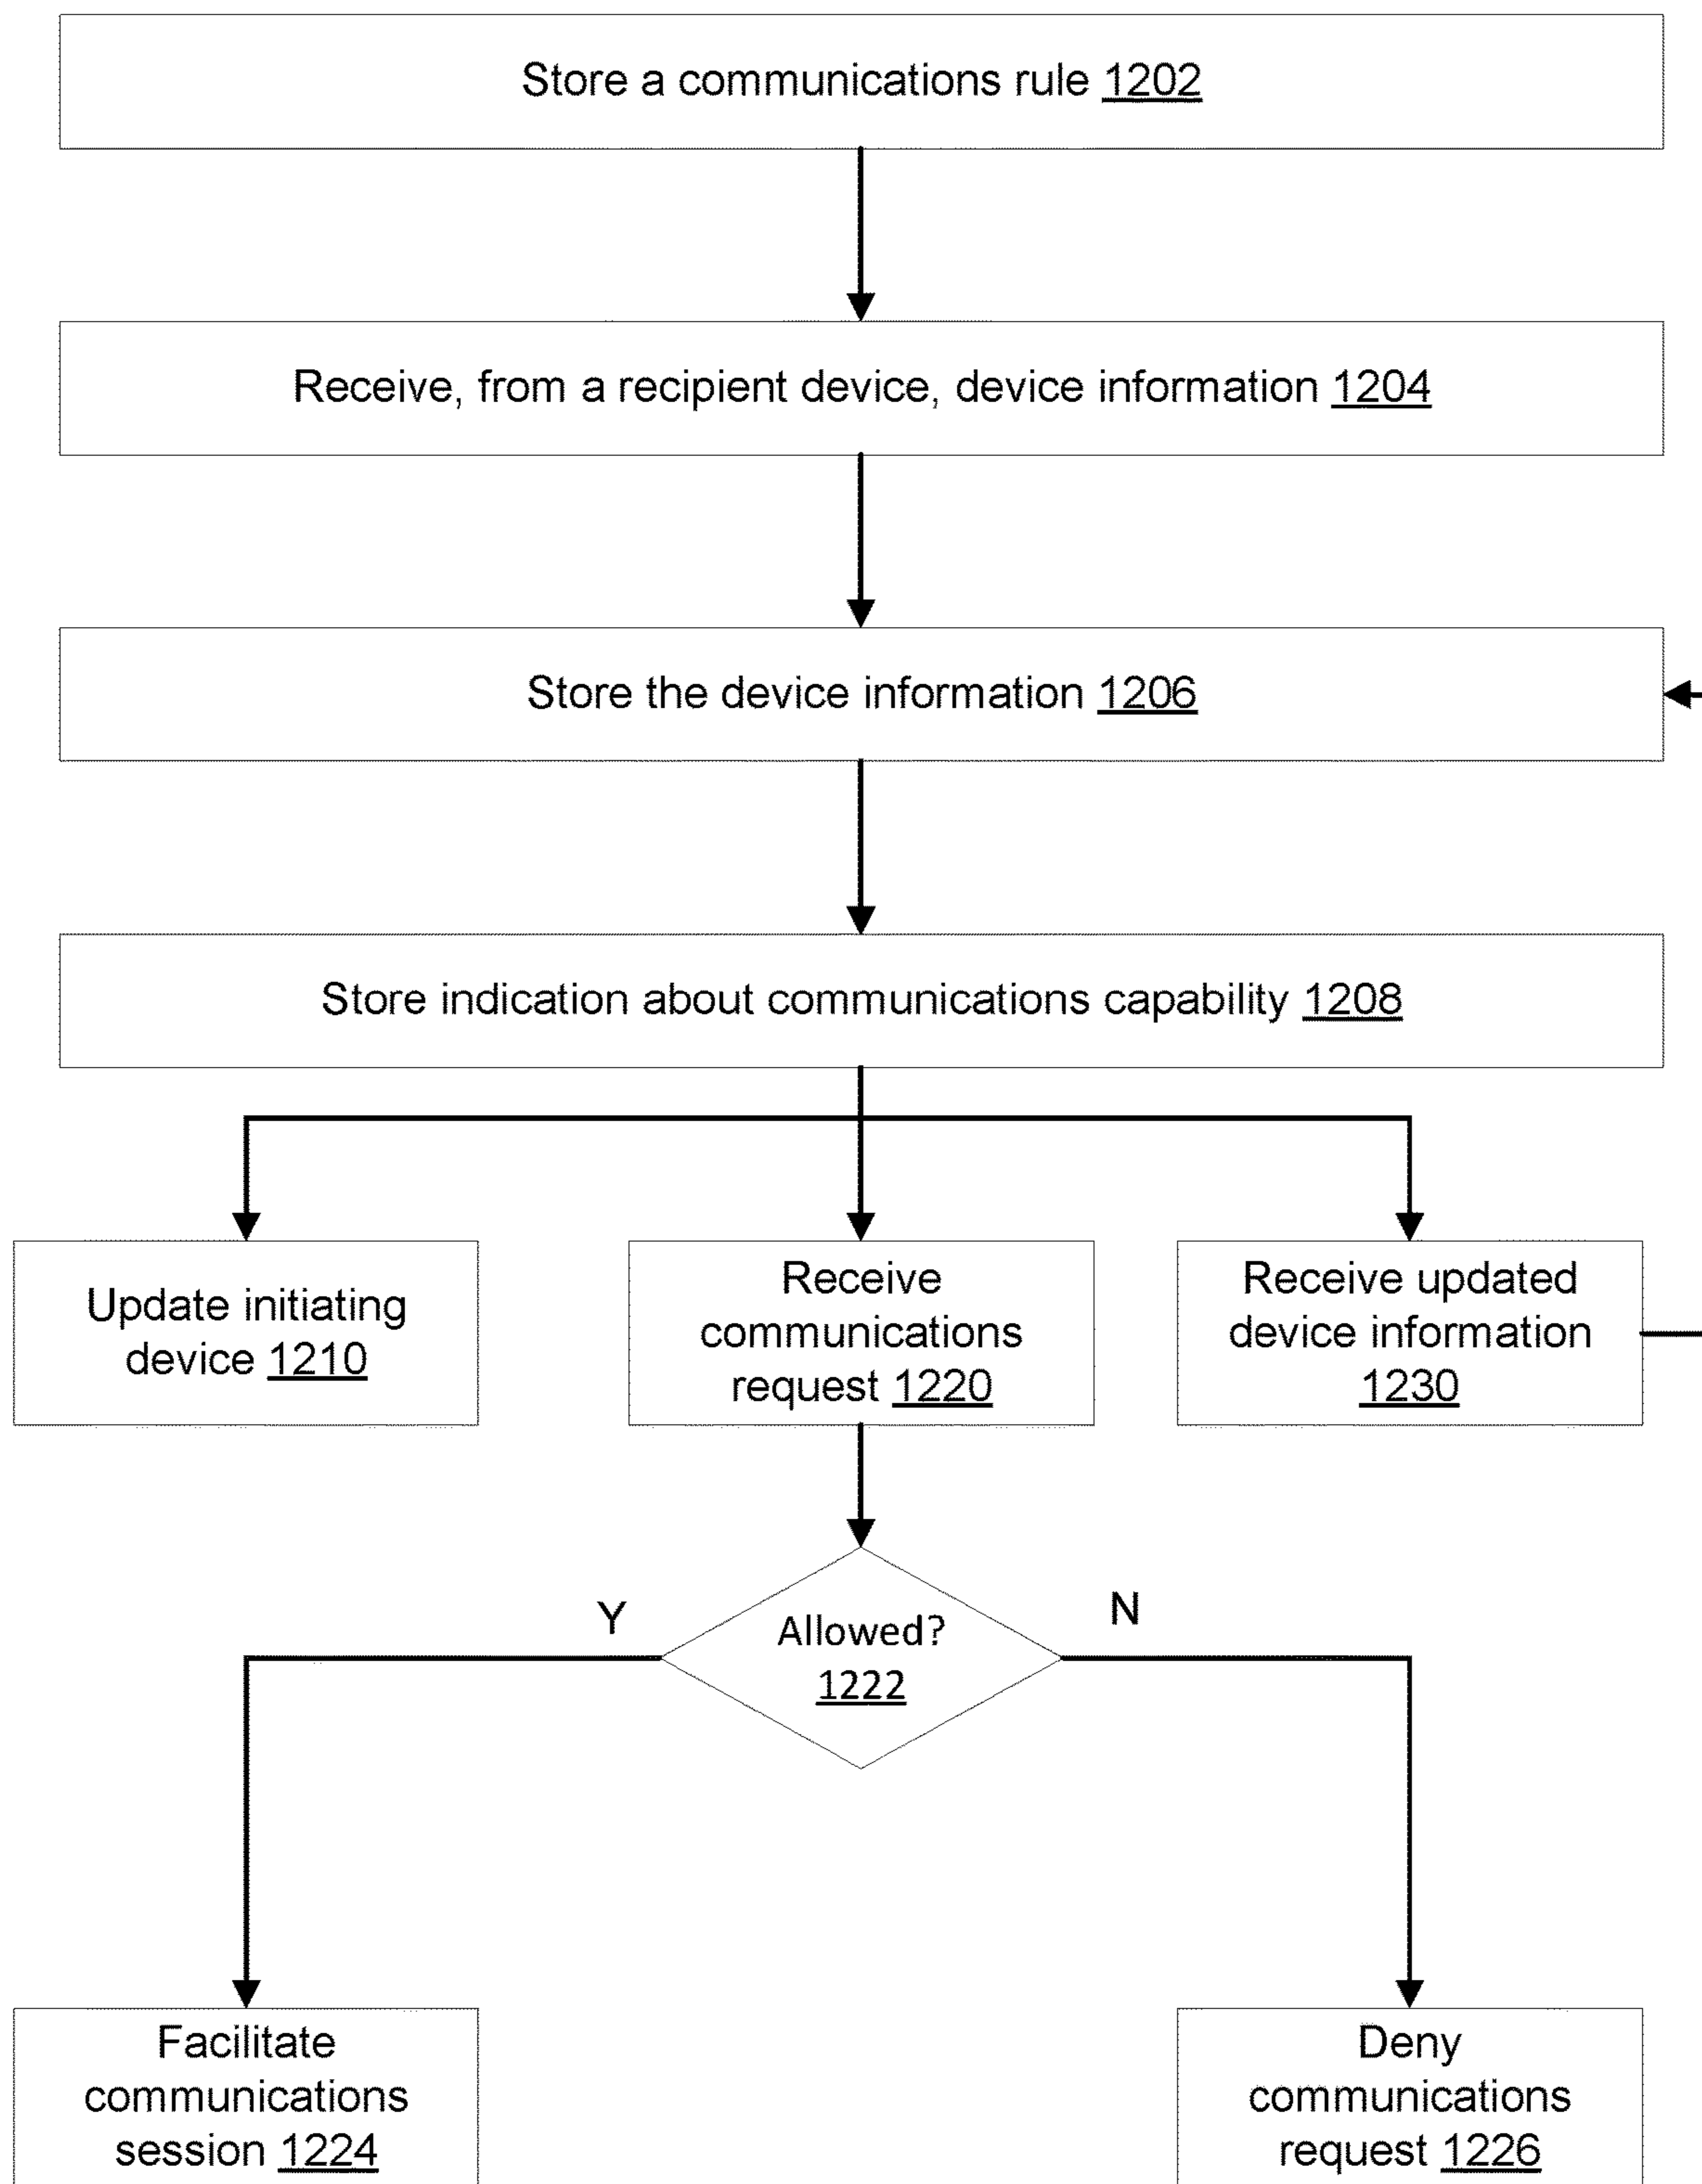 Store a communications rule 1202
Receive, from a recipient device, device information 1204
Store the device information 1206
Store indication about communications capability 1208
Update initiating
device 1210
Receive
communications
request 1220
Receive updated
device information
1230
Y
Allowed?
1222
N
Facilitate
communications
session 1224
Deny
communications
request 1226